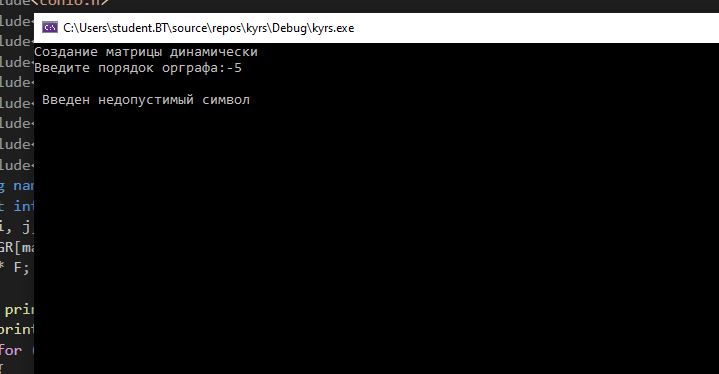 lude<conio.h>
C:\Users\student.BT\source\repos\kyrs\Debug\kyrs.exe
Создание матрицы динамически
Введите порядок орграфа:-5
Введен недопустимый символ
lude<
lude<
lude<
lude<
lude<
lude<
lude<
lude<
g nam
t int
i, j
GR[ma
* F;
prin
print
for (
{